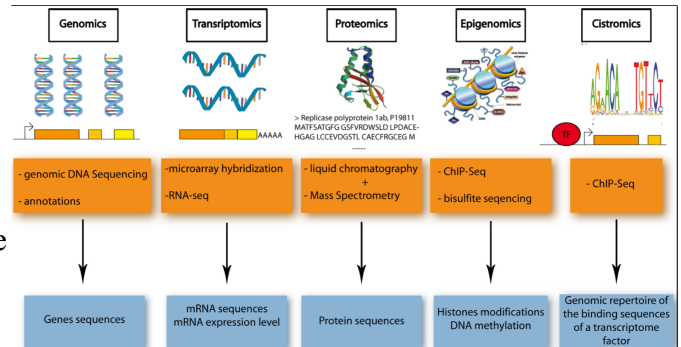 Genomics
Transriptomics
Proteomics
Epigenomics
Cistromics
> Replicase polyprotein 1ab, P19811
MATFSATGFG GSFVRDWSLD LPDACE-
HGAG LCCEVDGSTL CAECFRGCEG M
......
AAAAA
TF
- genomic DNA Sequencing
- annotations
-microarray hybridization
-RNA-seq
- liquid chromatography
+
- Mass Spectrometry
- ChIP-Seq
- bisulfite seqencing
- ChIP-Seq
e
Genes sequences
mRNA sequences
mRNA expression level
Protein sequences
Histones modifications
DNA methylation
Genomic repertoire of
the binding sequences
of a transcriptome
factor